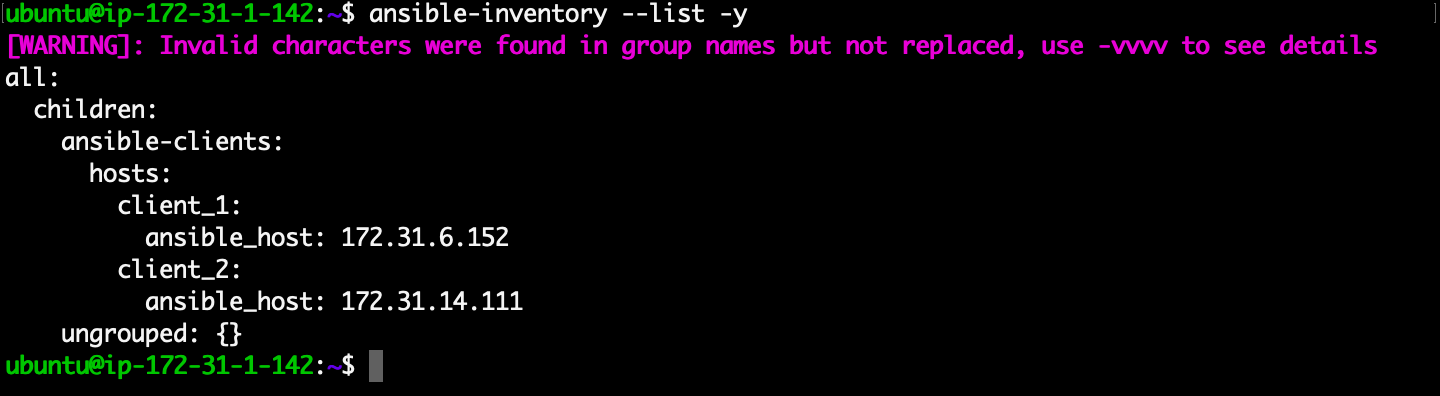 ubuntu@ip-172-31-1-142:~$ ansible-inventory --list -y
[WARNING]: Invalid characters were found in group names but not replaced, use -vvvv to see details
all:
  children:
    ansible-clients:
      hosts:
        client_1:
          ansible_host: 172.31.6.152
        client_2:
          ansible_host: 172.31.14.111
    ungrouped: {}
ubuntu@ip-172-31-1-142:~$